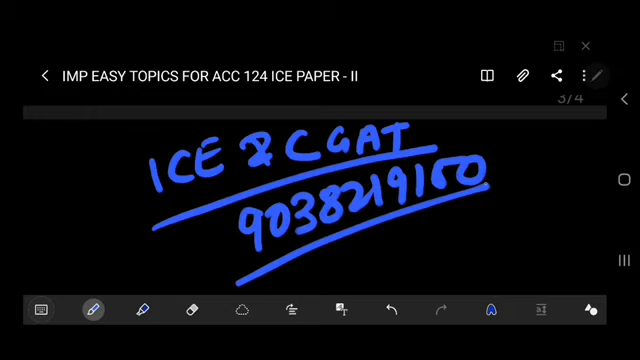 IMP EASY TOPICS FOR ACC 124 ICE PAPER - II
3/4
ICE & CGAT
9038219150